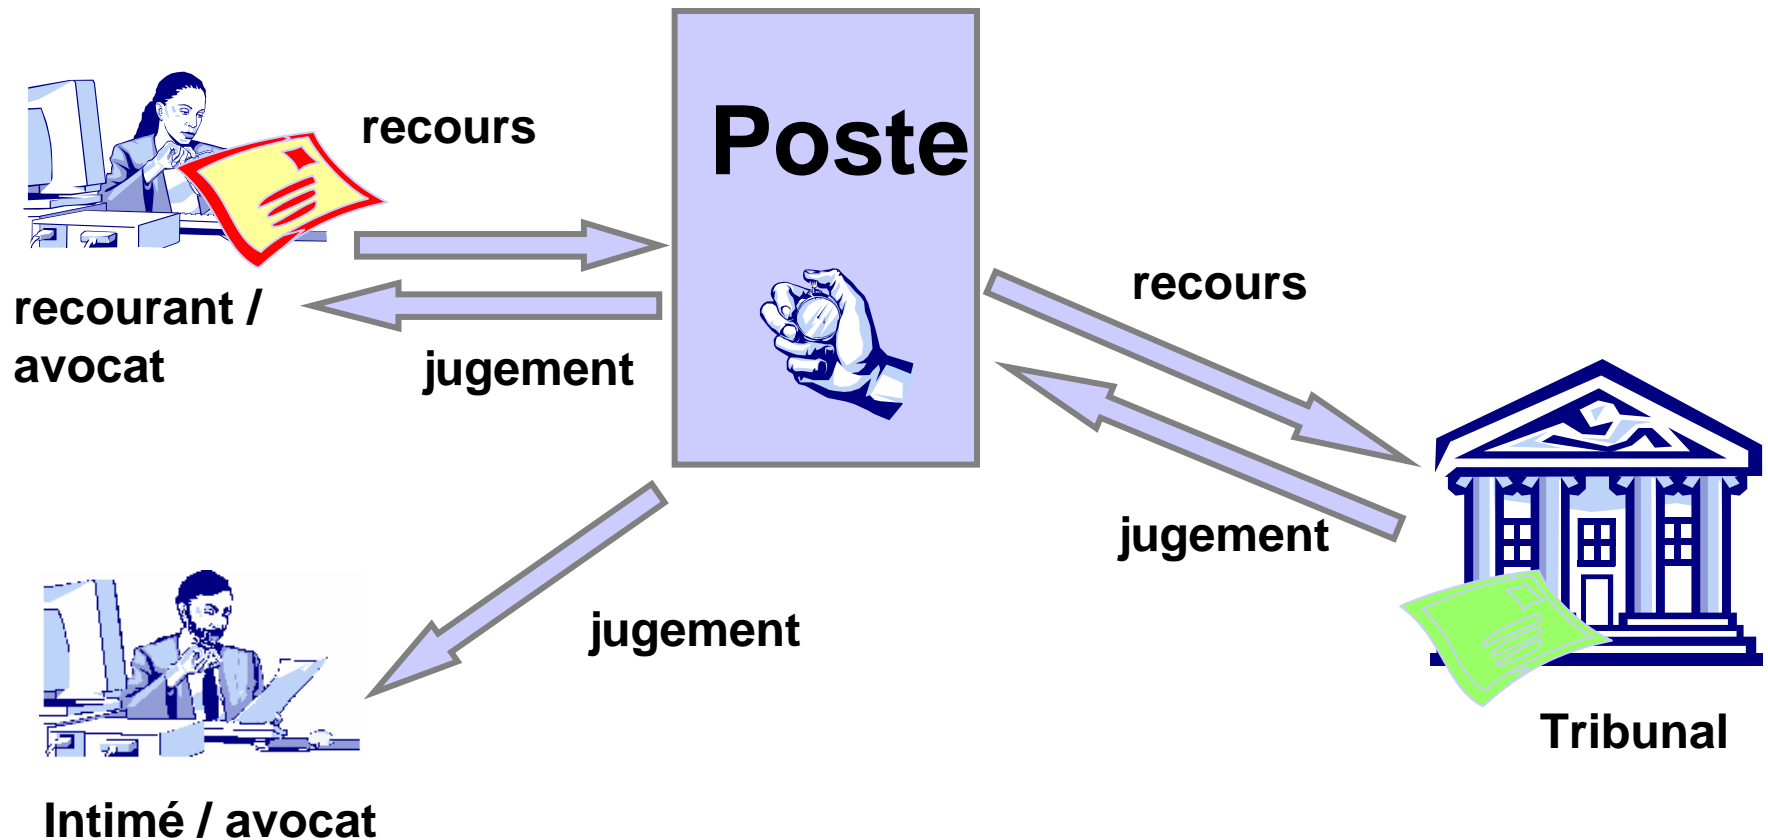 recours
Poste
recourant /
avocat
jugement
recours
jugement
jugement
Tribunal
Intimé / avocat